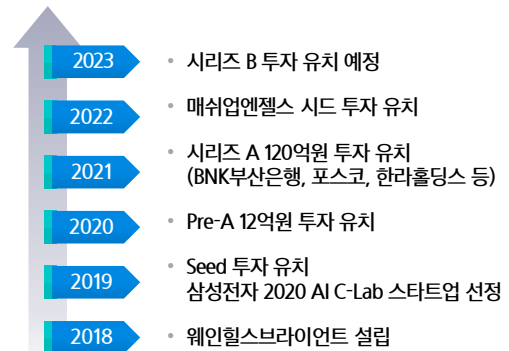 2023
• 시리즈 B 투자 유치 예정
2022
• 매쉬업엔젤스 시드 투자 유치
2021
• 시리즈 A 120억원 투자 유치
(BNK부산은행, 포스코, 한라홀딩스 등)
2020
• Pre-A 12억원 투자 유치
2019
• Seed 투자 유치
삼성전자 2020 AI C-Lab 스타트업 선정
2018
• 웨인힐스브라이언트 설립